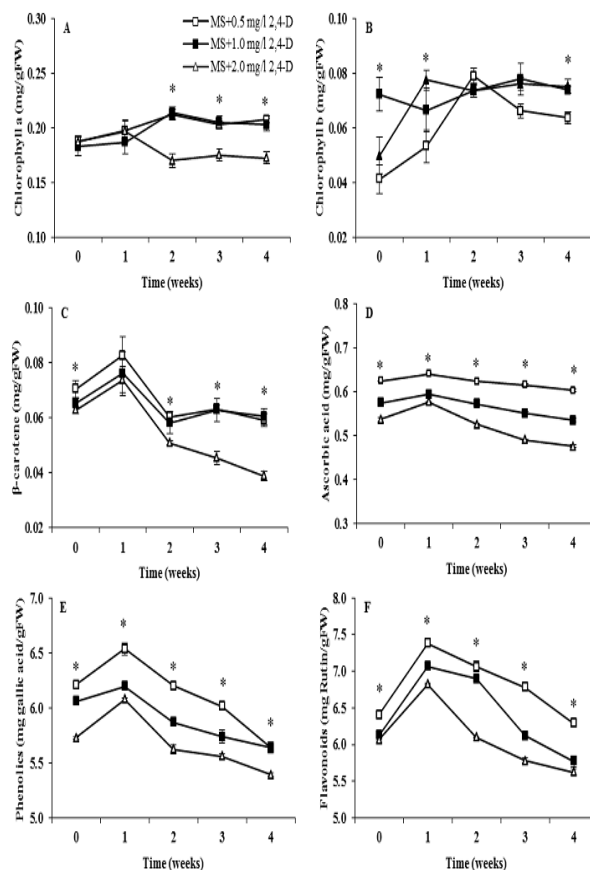 A
MS+0.5 mg/l 2,4-D
MS+1.0 mg/l 2,4-D
MS+2.0 mg/l 2,4-D
Chlorophyll a (mg/gFW)
0.30
0.25
0.20
0.15
0.10
* * *
0 1 2 3 4
Time (weeks)
B
Chlorophyll b (mg/gFW)
0.10
0.08
0.06
0.04
0.02
* * *
0 1 2 3 4
Time (weeks)
C
β-carotene (mg/gFW)
0.10
0.08
0.06
0.04
0.02
* * * *
0 1 2 3 4
Time (weeks)
D
Ascorbic acid (mg/gFW)
0.8
0.7
0.6
0.5
0.4
0.3
* * * * *
0 1 2 3 4
Time (weeks)
E
Phenolics (mg gallic acid/gFW)
7.0
6.5
6.0
5.5
5.0
* * * * *
0 1 2 3 4
Time (weeks)
F
Flavonoids (mg Rutin/gFW)
8.0
7.5
7.0
6.5
6.0
5.5
5.0
* * * * *
0 1 2 3 4
Time (weeks)